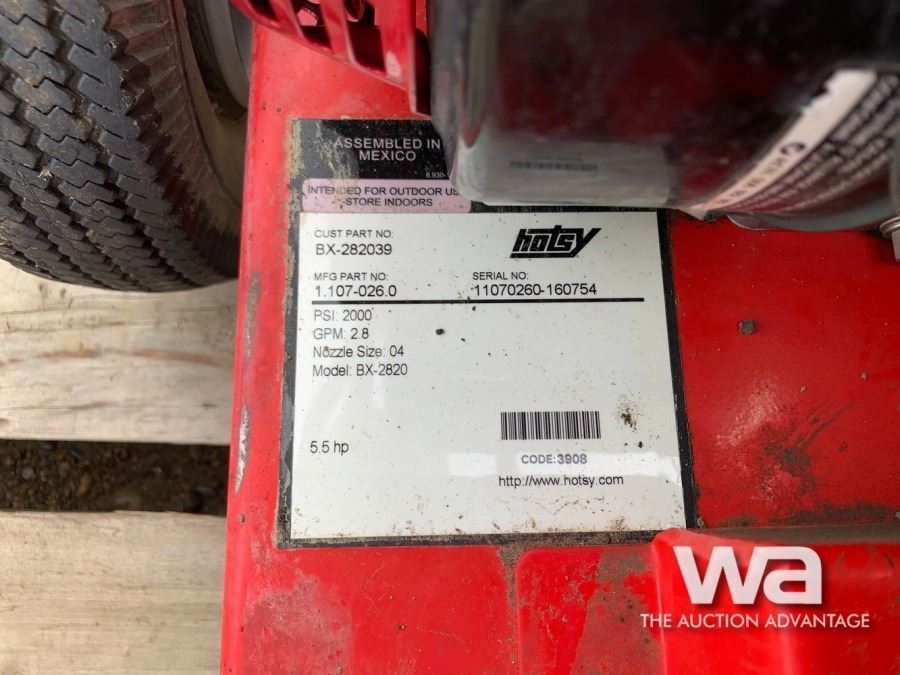 ASSEMBLED IN
MEXICO
INTENDED FOR OUTDOOR US
STORE INDOORS
CUST PART NO:
BX-282039
hotsy
MFG PART NO:
1.107-026.0
SERIAL NO:
11070260-160754
PSI: 2000
GPM: 2.8
Nozzle Size: 04
Model: BX-2820
5.5 hp
CODE:3908
http://www.hotsy.com
wa
THE AUCTION ADVANTAGE